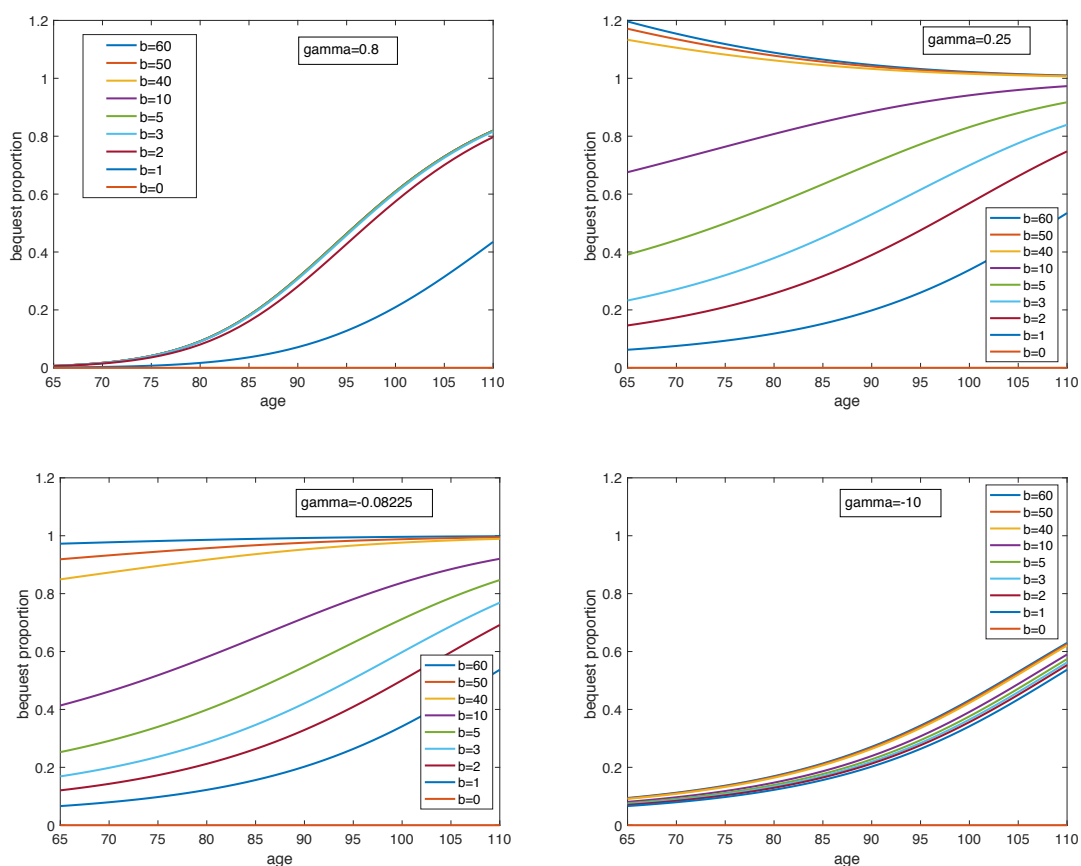 1.2
1
0.8
0.6
0.4
0.2
0
bequest proportion
b=60
b=50
b=40
b=10
b=5
b=3
b=2
b=1
b=0
gamma=0.8
65 70 75 80 85 90 95 100 105 110
age
1.2
1
0.8
0.6
0.4
0.2
0
bequest proportion
gamma=0.25
b=60
b=50
b=40
b=10
b=5
b=3
b=2
b=1
b=0
65 70 75 80 85 90 95 100 105 110
age
1.2
1
0.8
0.6
0.4
0.2
0
bequest proportion
gamma=-0.08225
b=60
b=50
b=40
b=10
b=5
b=3
b=2
b=1
b=0
65 70 75 80 85 90 95 100 105 110
age
1.2
1
0.8
0.6
0.4
0.2
0
bequest proportion
gamma=-10
b=60
b=50
b=40
b=10
b=5
b=3
b=2
b=1
b=0
65 70 75 80 85 90 95 100 105 110
age